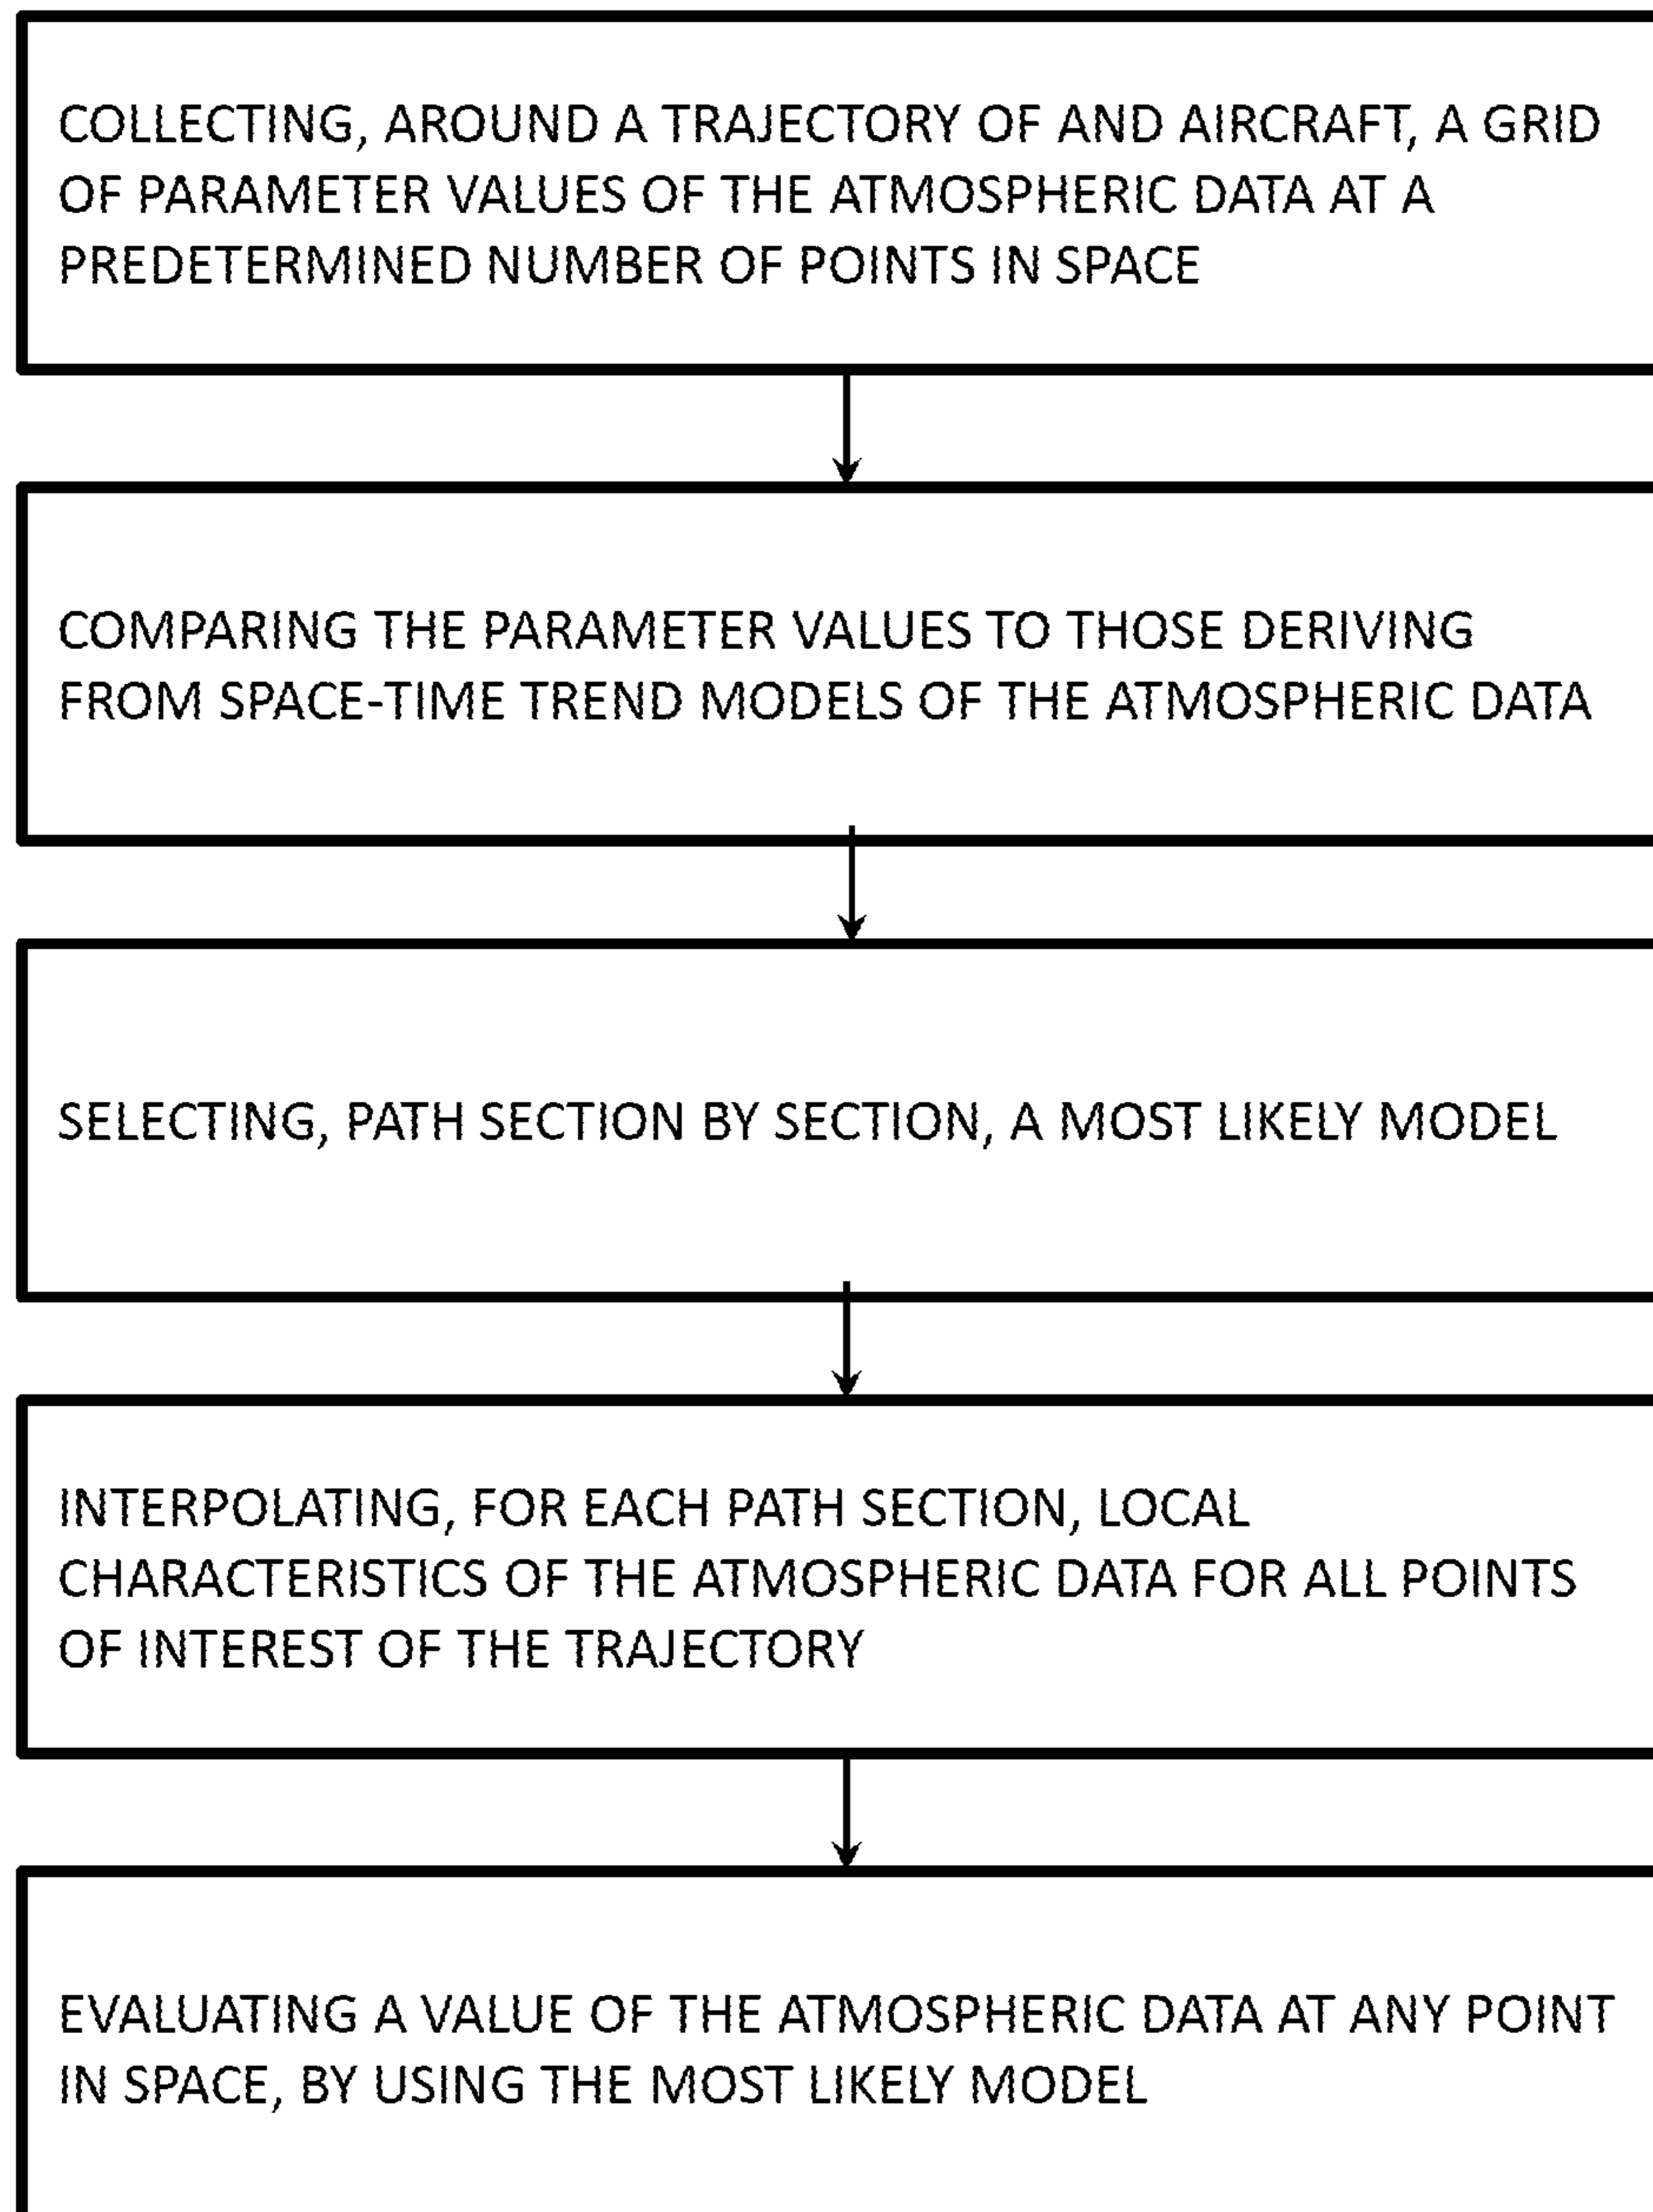 COLLECTING, AROUND A TRAJECTORY OF AND AIRCRAFT, A GRID
OF PARAMETER VALUES OF THE ATMOSPHERIC DATA AT A
PREDETERMINED NUMBER OF POINTS IN SPACE
COMPARING THE PARAMETER VALUES TO THOSE DERIVING
FROM SPACE-TIME TREND MODELS OF THE ATMOSPHERIC DATA
SELECTING, PATH SECTION BY SECTION, A MOST LIKELY MODEL
INTERPOLATING, FOR EACH PATH SECTION, LOCAL
CHARACTERISTICS OF THE ATMOSPHERIC DATA FOR ALL POINTS
OF INTEREST OF THE TRAJECTORY
EVALUATING A VALUE OF THE ATMOSPHERIC DATA AT ANY POINT
IN SPACE, BY USING THE MOST LIKELY MODEL